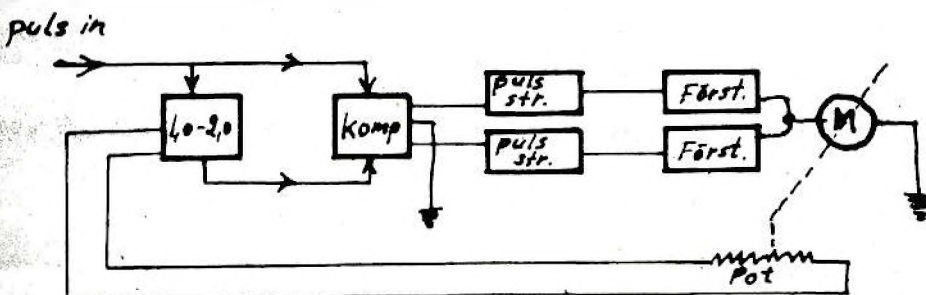 puls in
1,0-2,0
komp
puls
str.
Först.
M
puls
str.
Först.
Pot